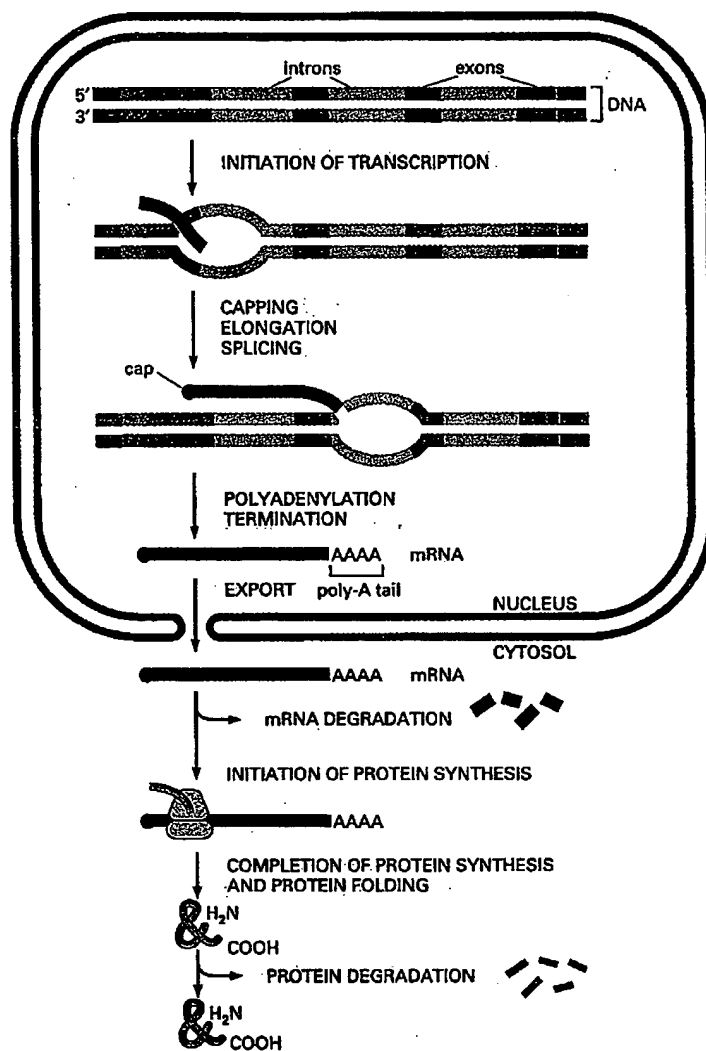 introns exons
5′
3′
DNA
INITIATION OF TRANSCRIPTION
CAPPING
ELONGATION
SPLICING
cap
POLYADENYLATION
TERMINATION
AAAA mRNA
EXPORT poly-A tail
NUCLEUS
CYTOSOL
AAAA mRNA
mRNA DEGRADATION
INITIATION OF PROTEIN SYNTHESIS
AAAA
COMPLETION OF PROTEIN SYNTHESIS
AND PROTEIN FOLDING
H₂N
COOH
PROTEIN DEGRADATION
H₂N
COOH